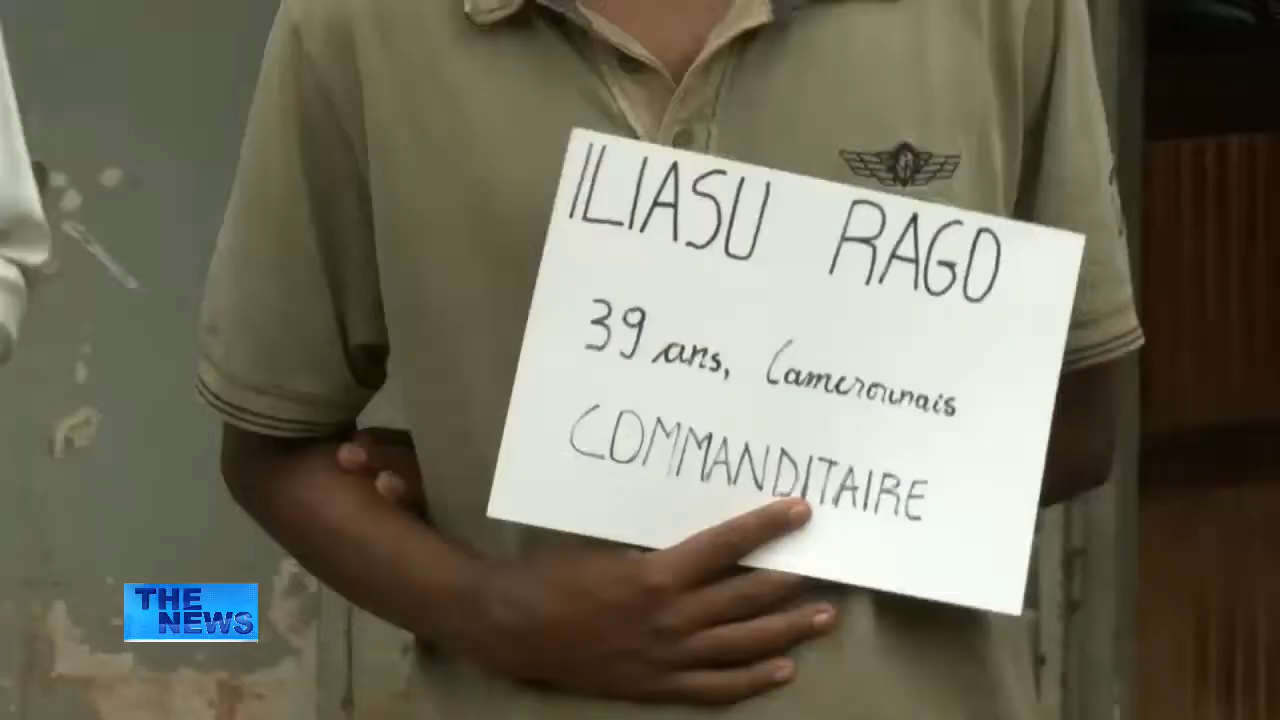 ILIASU RAGO
39 ans, Camerounais
COMMANDITAIRE
THE
NEWS